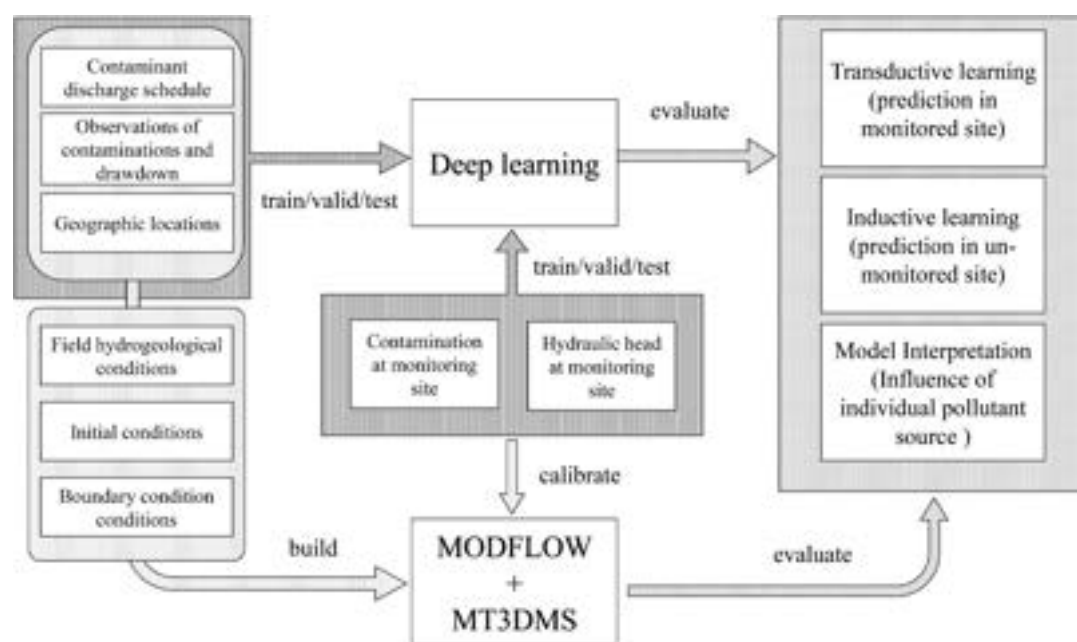 Contaminant
discharge schedule
Observations of
contaminations and
drawdown
Geographic locations
train/valid/test
Deep learning
evaluate
Transductive learning
(prediction in
monitored site)
Inductive learning
(prediction in un-
monitored site)
Model Interpretation
(Influence of
individual pollutant
source )
train/valid/test
Contamination
at monitoring
site
Hydraulic head
at monitoring
site
Field hydrogeological
conditions
Initial conditions
Boundary condition
conditions
calibrate
build
MODFLOW
+
MT3DMS
evaluate